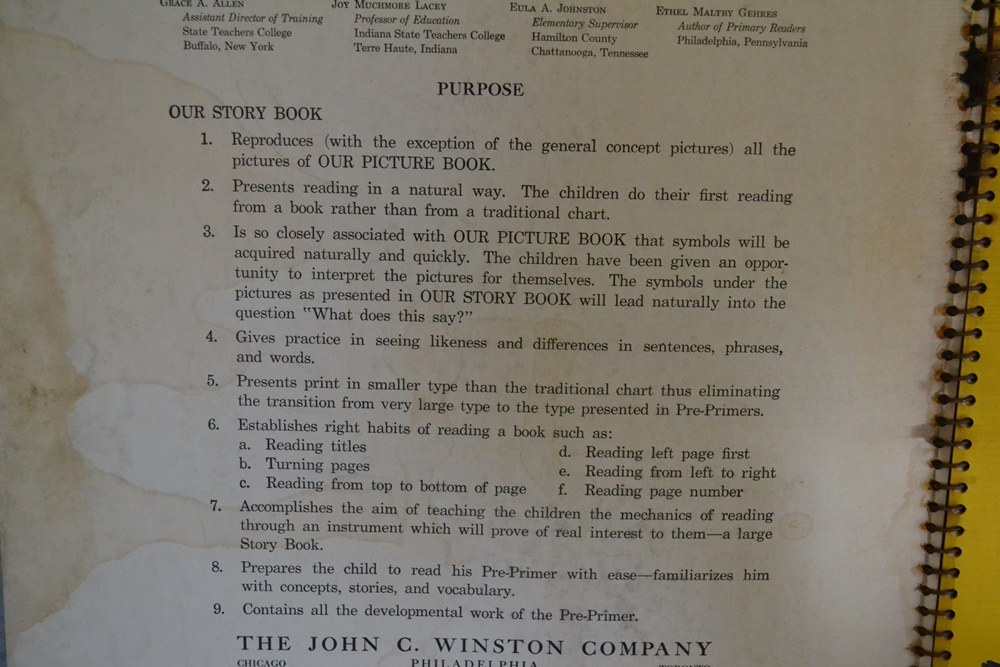 GRACE A. ALLEN JOY MUCHMORE LACEY EULA A. JOHNSTON ETHEL MALTBY GEHRES
Assistant Director of Training Professor of Education Elementary Supervisor Author of Primary Readers
State Teachers College Indiana State Teachers College Hamilton County Philadelphia, Pennsylvania
Buffalo, New York Terre Haute, Indiana Chattanooga, Tennessee
PURPOSE
OUR STORY BOOK
1. Reproduces (with the exception of the general concept pictures) all the
pictures of OUR PICTURE BOOK.
2. Presents reading in a natural way. The children do their first reading
from a book rather than from a traditional chart.
3. Is so closely associated with OUR PICTURE BOOK that symbols will be
acquired naturally and quickly. The children have been given an oppor-
tunity to interpret the pictures for themselves. The symbols under the
pictures as presented in OUR STORY BOOK will lead naturally into the
question "What does this say?"
4. Gives practice in seeing likeness and differences in sentences, phrases,
and words.
5. Presents print in smaller type than the traditional chart thus eliminating
the transition from very large type to the type presented in Pre-Primers.
6. Establishes right habits of reading a book such as:
a. Reading titles d. Reading left page first
b. Turning pages e. Reading from left to right
c. Reading from top to bottom of page f. Reading page number
7. Accomplishes the aim of teaching the children the mechanics of reading
through an instrument which will prove of real interest to them—a large
Story Book.
8. Prepares the child to read his Pre-Primer with ease—familiarizes him
with concepts, stories, and vocabulary.
9. Contains all the developmental work of the Pre-Primer.
THE JOHN C. WINSTON COMPANY
CHICAGO PHILADELPHIA TORONTO